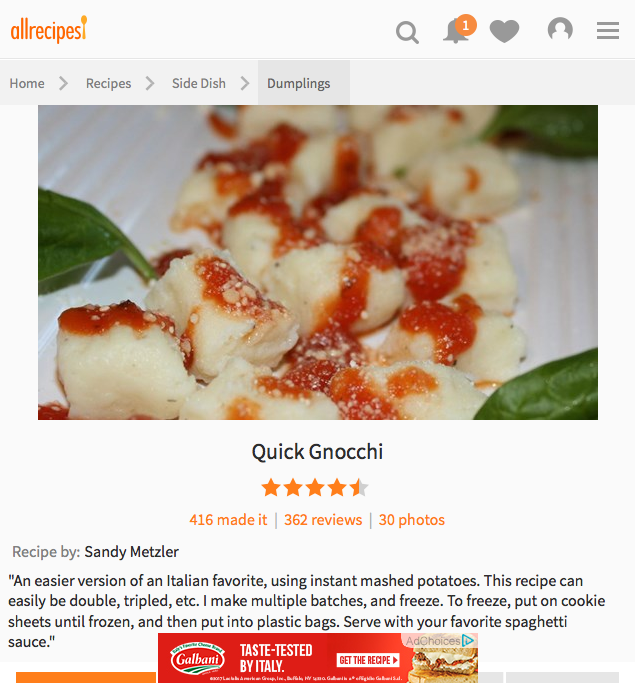 allrecipes
1
Home
Recipes
Side Dish
Dumplings
Quick Gnocchi
416 made it | 362 reviews | 30 photos
Recipe by: Sandy Metzler
"An easier version of an Italian favorite, using instant mashed potatoes. This recipe can
easily be double, tripled, etc. I make multiple batches, and freeze. To freeze, put on cookie
sheets until frozen, and then put into plastic bags. Serve with your favorite spaghetti
sauce."
AdChoices
Galbani
TASTE-TESTED
BY ITALY.
GET THE RECIPE